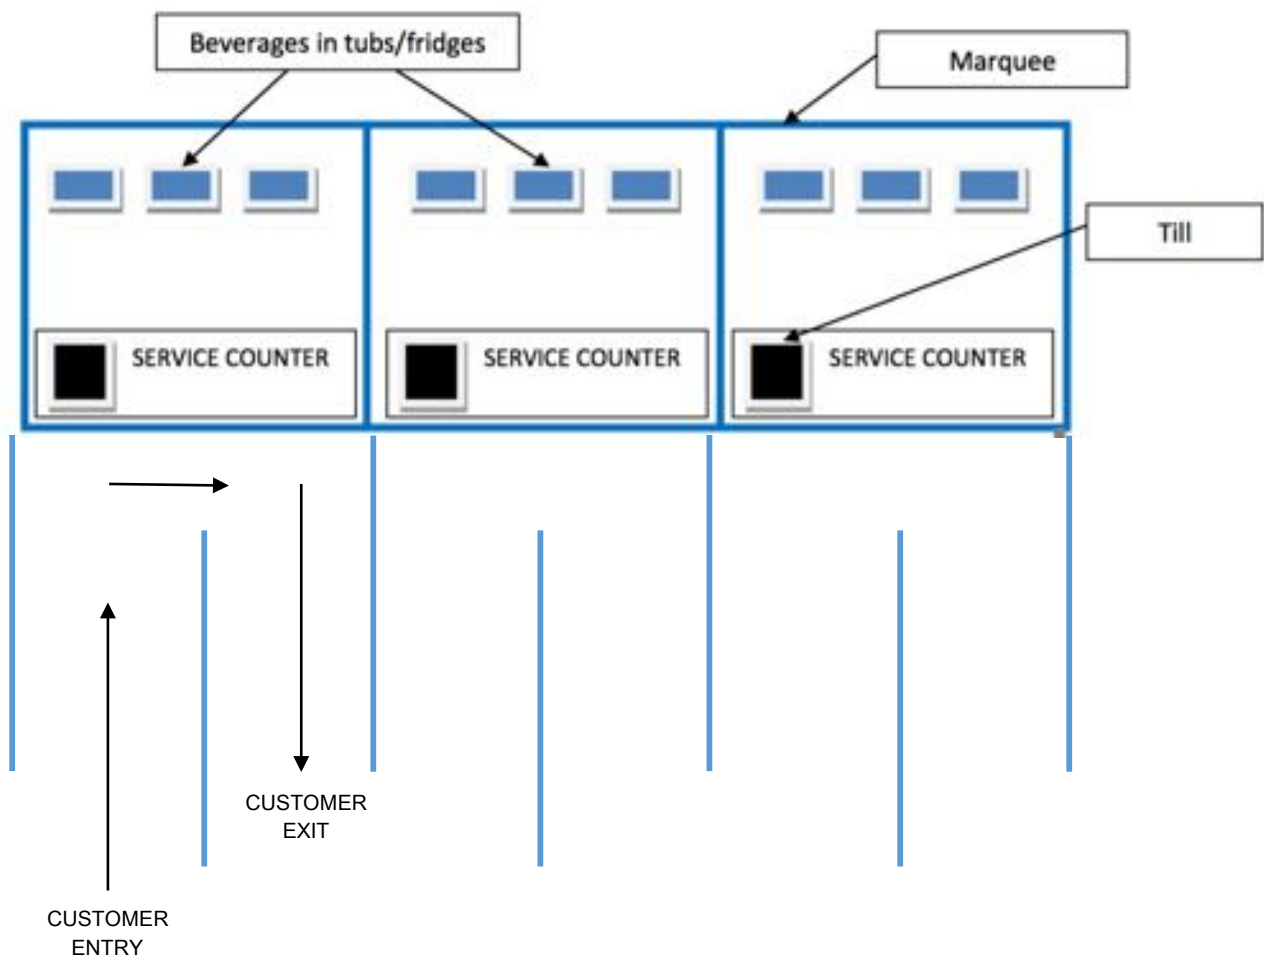 Beverages in tubs/fridges
Marquee
Till
SERVICE COUNTER
SERVICE COUNTER
SERVICE COUNTER
CUSTOMER
EXIT
CUSTOMER
ENTRY